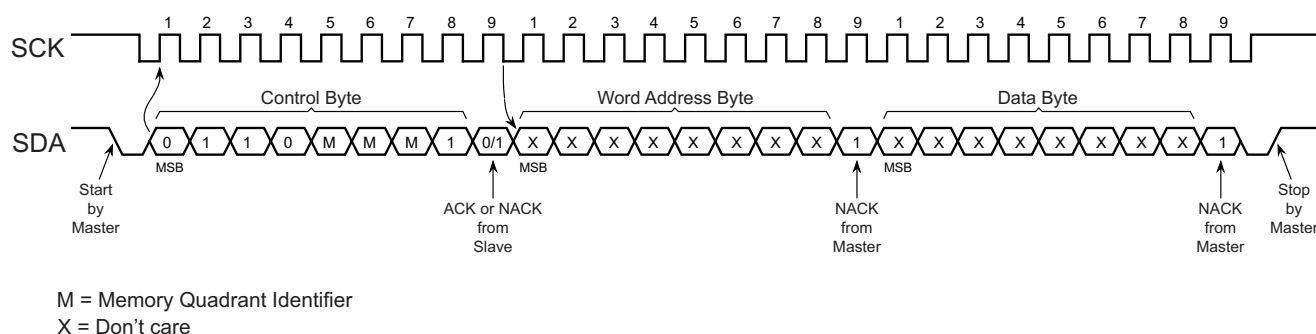 1 2 3 4 5 6 7 8 9 1 2 3 4 5 6 7 8 9 1 2 3 4 5 6 7 8 9
SCK
Control Byte Word Address Byte Data Byte
SDA 0 1 1 0 M M M 1 0/1 X X X X X X X X 1 X X X X X X X X 1
MSB MSB MSB
Start
by
Master
ACK or NACK
from
Slave
NACK
from
Master
NACK
from
Master
Stop
by
Master
M = Memory Quadrant Identifier
X = Don't care